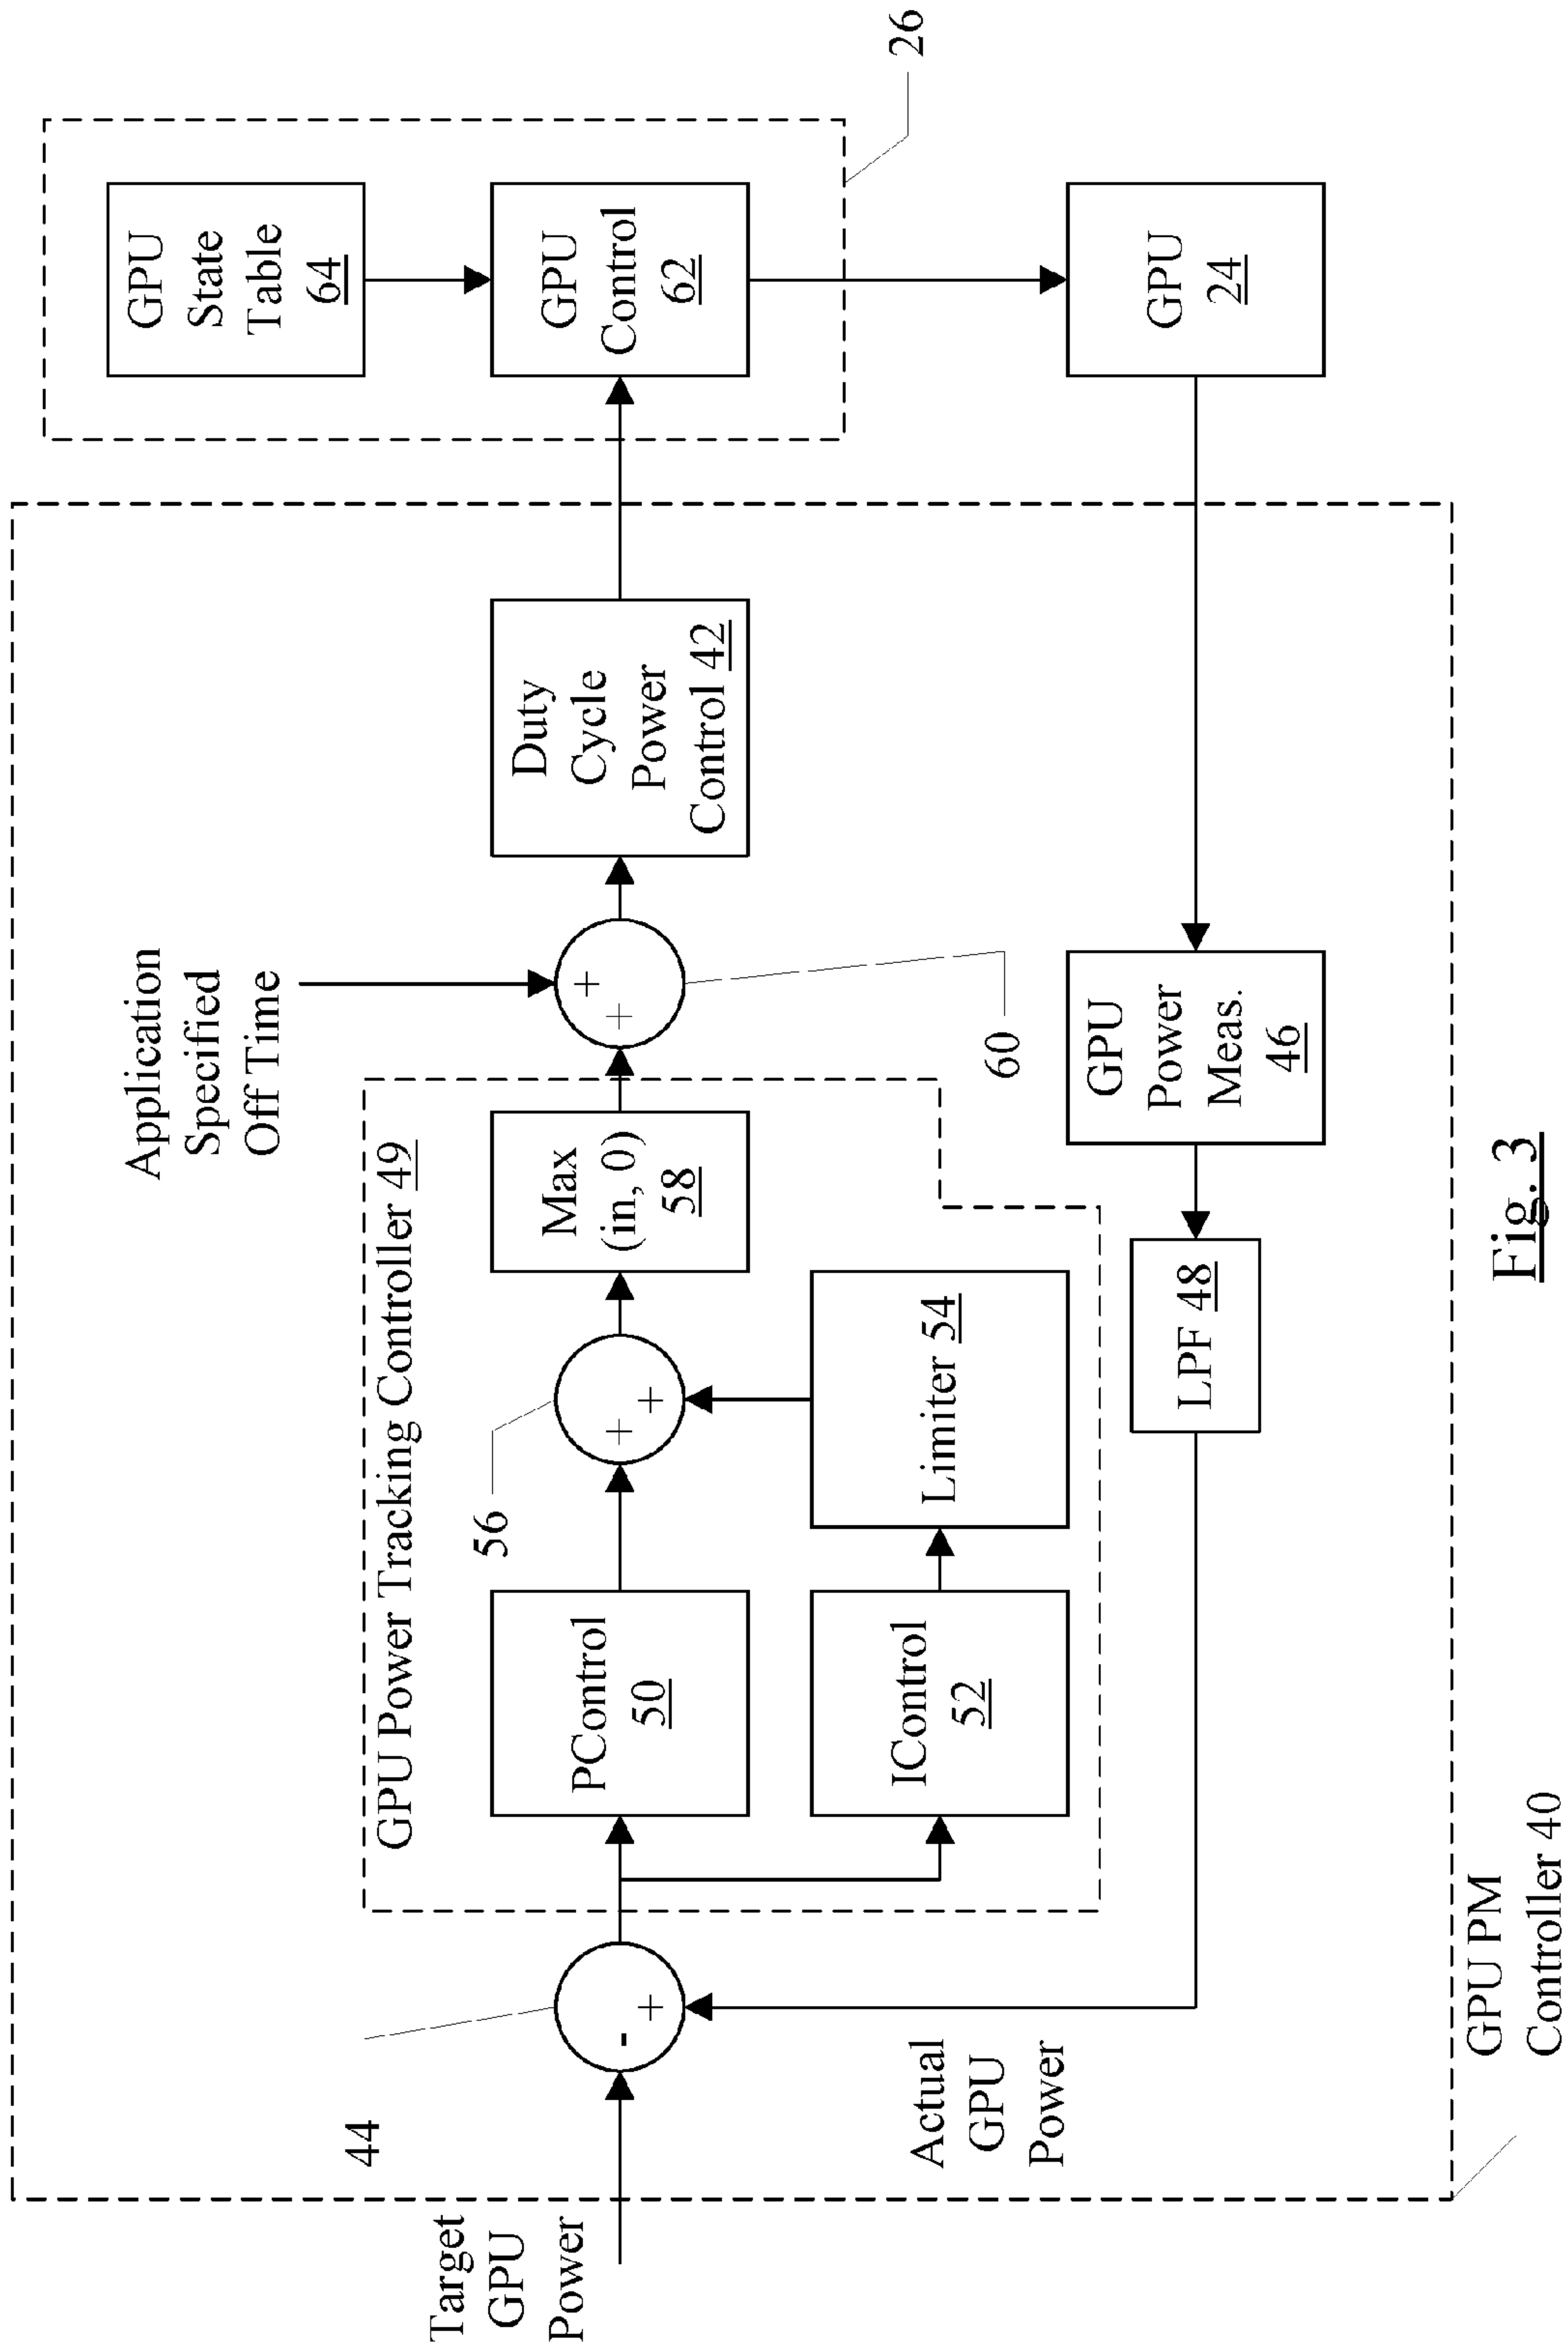 Target
GPU
Power
44
Actual
GPU
Power
GPU PM
Controller 40
GPU Power Tracking Controller 49
PControl
50
IControl
52
56
Limiter 54
Max
(in, 0)
58
LPF 48
Application
Specified
Off Time
60
Duty
Cycle
Power
Control 42
GPU
Power
Meas.
46
GPU
State
Table
64
GPU
Control
62
26
GPU
24
+
-
+
+
+
+
Fig. 3